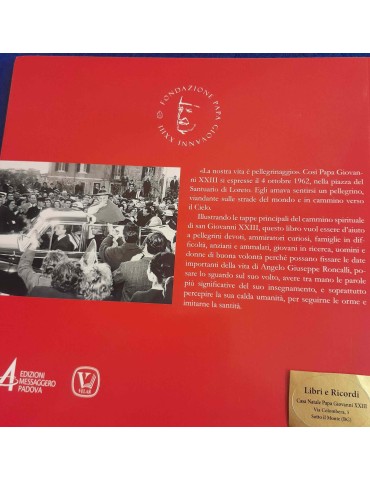 FONDAZIONE PAPA GIOVANNI XXIII
«La nostra vita è pellegrinaggio». Così Papa Giovan-
ni XXIII si espresse il 4 ottobre 1962, nella piazza del
Santuario di Loreto. Egli amava sentirsi un pellegrino,
viandante sulle strade del mondo e in cammino verso
il Cielo.
Illustrando le tappe principali del cammino spirituale
di san Giovanni XXIII, questo libro vuol essere d'aiuto
a pellegrini devoti, ammiratori curiosi, famiglie in dif-
ficoltà, anziani e ammalati, giovani in ricerca, uomini e
donne di buona volontà perché possano fissare le date
importanti della vita di Angelo Giuseppe Roncalli, po-
sare lo sguardo sul suo volto, avere tra mano le parole
più significative del suo insegnamento, e soprattutto
percepire la sua calda umanità, per seguirne le orme e
imitarne la santità.
EDIZIONI
MESSAGGERO
PADOVA
V
VELAR
Libri e Ricordi
Casa Natale Papa Giovanni XXIII
Via Colombera, 5
Sotto il Monte (BG)